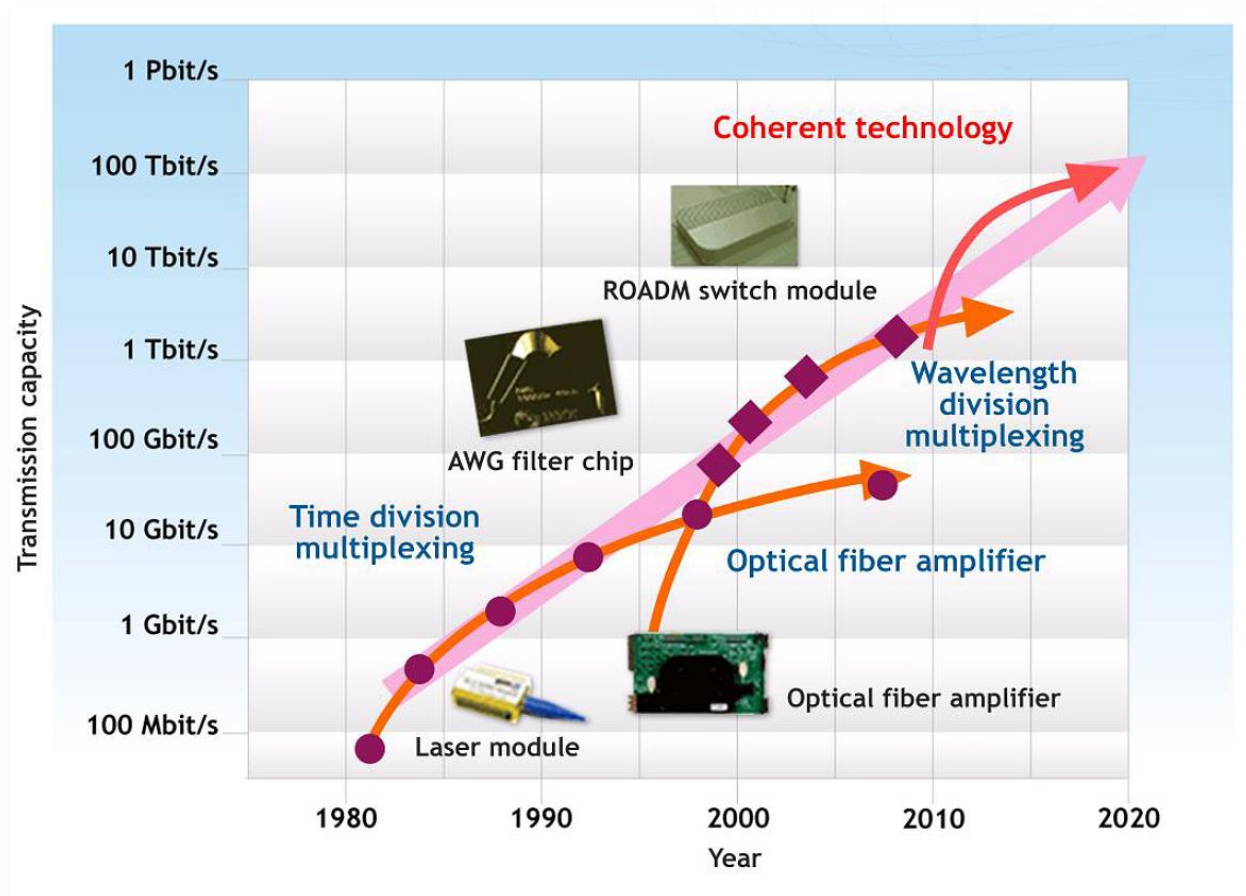 1 Pbit/s
100 Tbit/s
10 Tbit/s
1 Tbit/s
100 Gbit/s
10 Gbit/s
1 Gbit/s
100 Mbit/s
Transmission capacity
Coherent technology
ROADM switch module
Wavelength
division
multiplexing
AWG filter chip
Time division
multiplexing
Optical fiber amplifier
Optical fiber amplifier
Laser module
1980
1990
2000
2010
2020
Year